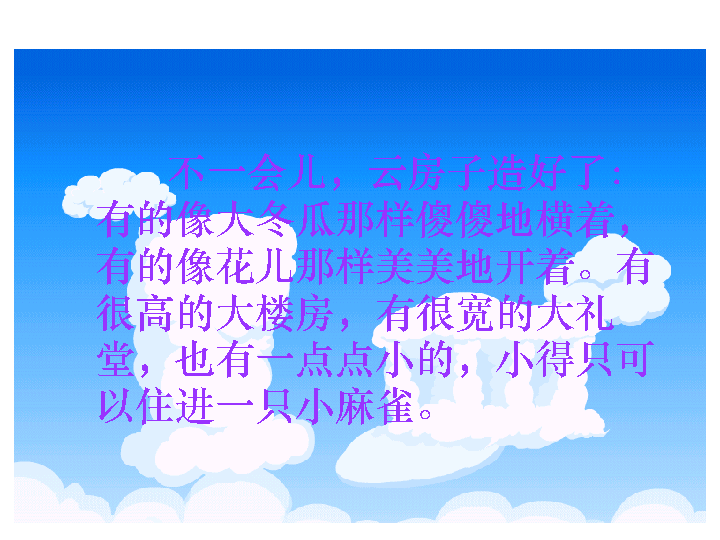 不一会儿，云房子造好了：
有的像大冬瓜那样傻傻地横着，
有的像花儿那样美美地开着。有
很高的大楼房，有很宽的大礼
堂，也有一点点小的，小得只可
以住进一只小麻雀。